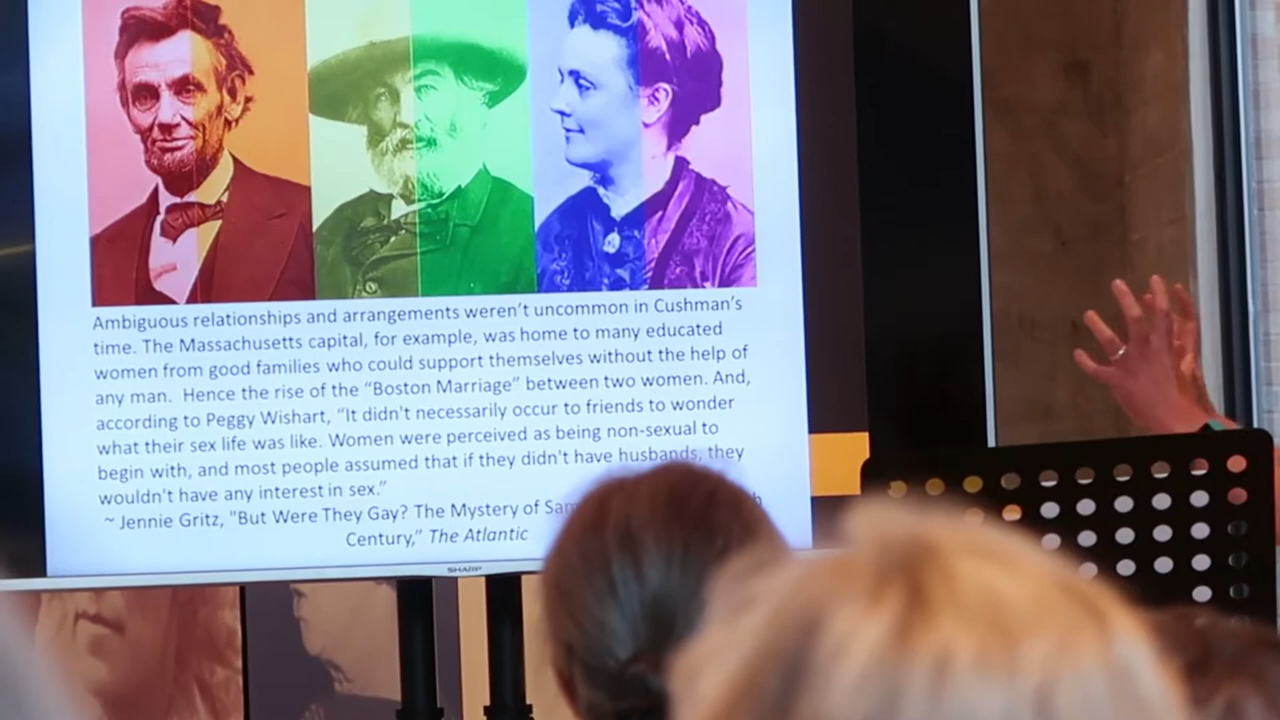 Ambiguous relationships and arrangements weren't uncommon in Cushman's
time. The Massachusetts capital, for example, was home to many educated
women from good families who could support themselves without the help of
any man.  Hence the rise of the “Boston Marriage” between two women. And,
according to Peggy Wishart, “It didn't necessarily occur to friends to wonder
what their sex life was like. Women were perceived as being non-sexual to
begin with, and most people assumed that if they didn't have husbands, they
wouldn't have any interest in sex.”
~ Jennie Gritz, "But Were They Gay? The Mystery of
Century,” The Atlantic
SHARP